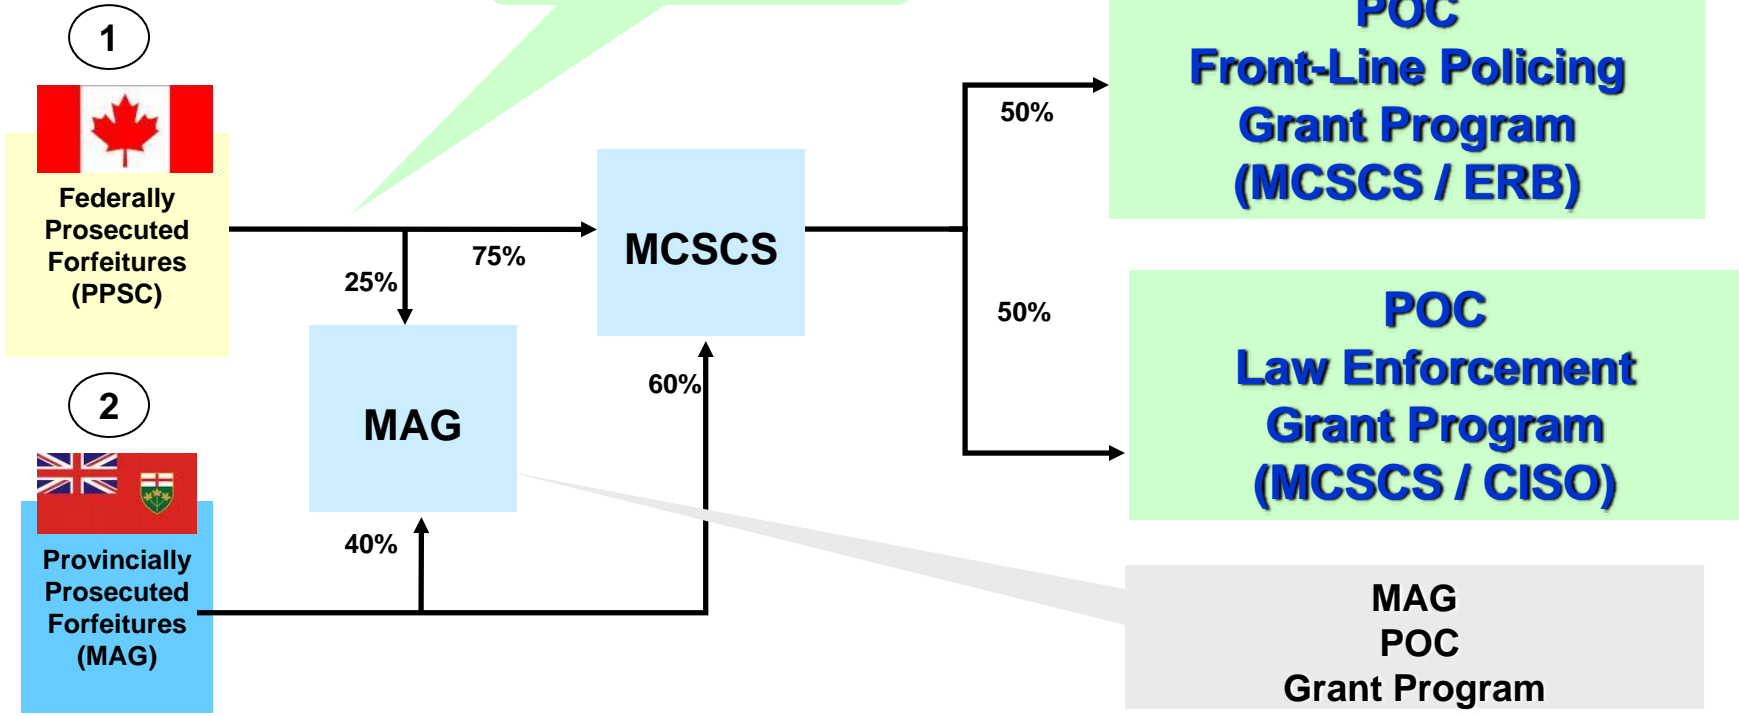 1
Federally
Prosecuted
Forfeitures
(PPSC)
25%
75%
MAG
MCSCS
2
Provincially
Prosecuted
Forfeitures
(MAG)
40%
60%
50%
50%
POC
Front-Line Policing
Grant Program
(MCSCS / ERB)
POC
Law Enforcement
Grant Program
(MCSCS / CISO)
MAG
POC
Grant Program